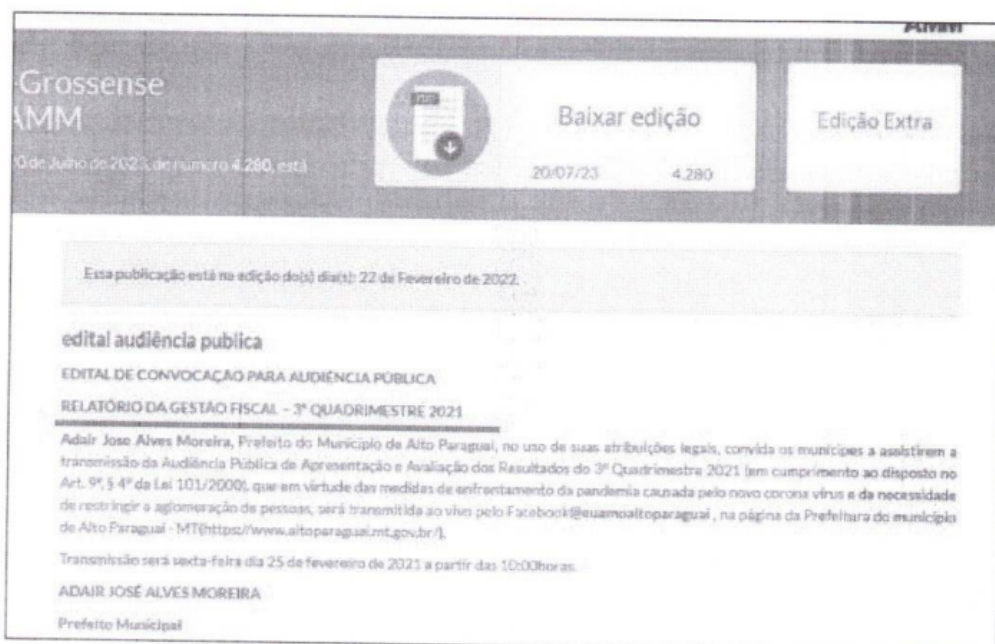 AMM
-Grossense
AMM
20 de Julho de 2023, de número 4.280, está
Baixar edição
20/07/23 4.280
Edição Extra
Essa publicação está na edição do(s) dia(s): 22 de Fevereiro de 2022.
edital audiência publica
EDITAL DE CONVOCAÇÃO PARA AUDIÊNCIA PÚBLICA
RELATÓRIO DA GESTÃO FISCAL – 3º QUADRIMESTRE 2021
Adair Jose Alves Moreira, Prefeito do Município de Alto Paraguai, no uso de suas atribuições legais, convida os munícipes a assistirem a
transmissão da Audiência Pública de Apresentação e Avaliação dos Resultados do 3º Quadrimestre 2021 (em cumprimento ao disposto no
Art. 9º, § 4º da Lei 101/2000), que em virtude das medidas de enfrentamento da pandemia causada pelo novo corona vírus e da necessidade
de restringir a aglomeração de pessoas, será transmitida ao vivo pelo Facebook@euamoaltoparaguai , na página da Prefeitura do município
de Alto Paraguai - MT(https://www.altoparaguai.mt.gov.br/).
Transmissão será sexta-feira dia 25 de fevereiro de 2021 a partir das 10:00horas.
ADAIR JOSÉ ALVES MOREIRA
Prefeito Municipal